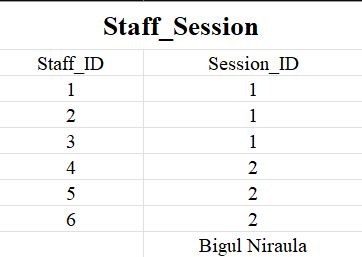 Staff_Session
Staff_ID Session_ID
1 1
2 1
3 1
4 2
5 2
6 2
Bigul Niraula